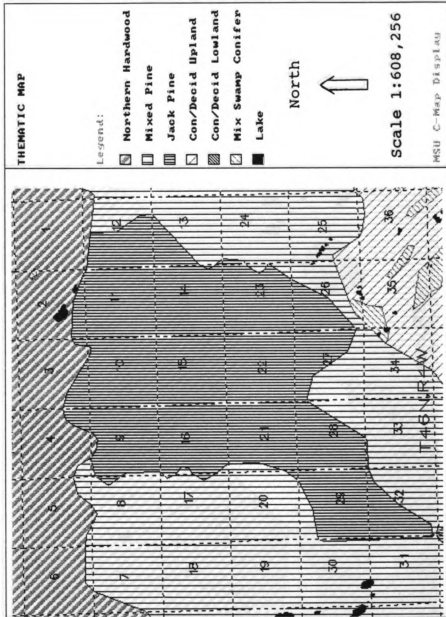 THEMATIC MAP
Legend:
Northern Hardwood
Mixed Pine
Jack Pine
Con/Decid Upland
Con/Decid Lowland
Mix Swamp Conifer
Lake
North
Scale 1:608,256
MSU C-Map Display
6
5
4
3
2
1
7
8
9
10
11
12
18
17
16
15
14
13
19
20
21
22
23
24
30
29
28
27
26
25
31
32
33
34
35
36
T46N,R4W